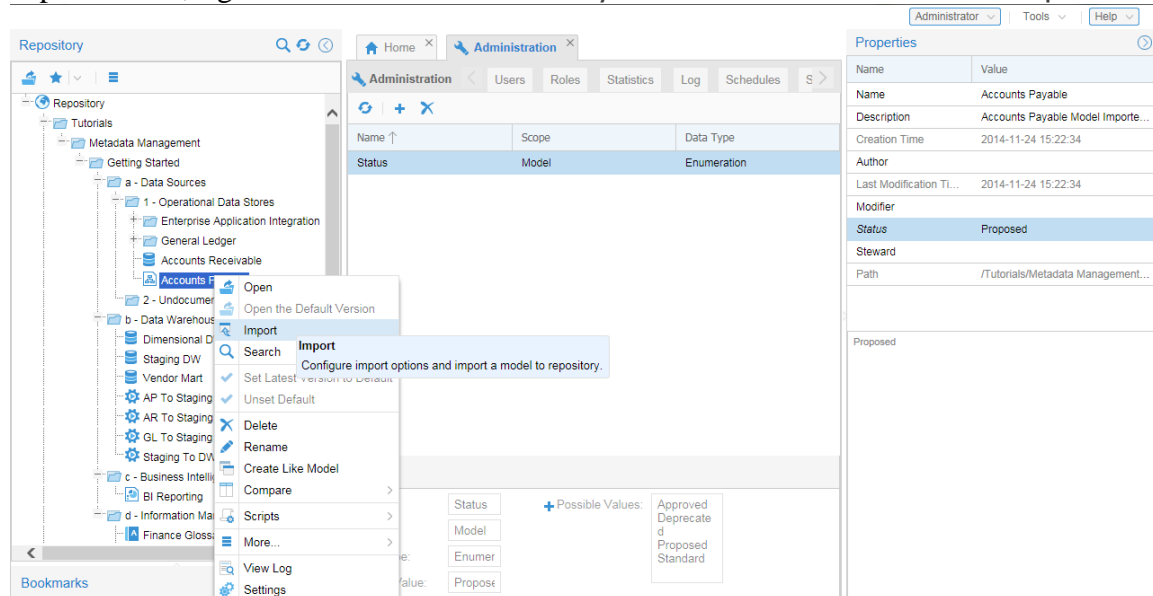 Administrator Tools Help
Repository
Home Administration
Properties
Administration Users Roles Statistics Log Schedules S
Name Value
Name Accounts Payable
Description Accounts Payable Model Importe...
Creation Time 2014-11-24 15:22:34
Author
Last Modification Ti... 2014-11-24 15:22:34
Modifier
Status Proposed
Steward
Path /Tutorials/Metadata Management...
Proposed
Name Scope Data Type
Status Model Enumeration
Repository
Tutorials
Metadata Management
Getting Started
a - Data Sources
1 - Operational Data Stores
Enterprise Application Integration
General Ledger
Accounts Receivable
Accounts
2 -
b - Data
Dimensional
Staging DW
Vendor Mart
AP To Staging
AR To Staging
GL To Staging
Staging To DW
c - Business
BI Reporting
d - Information
Finance
Bookmarks
Open
Open the Default Version
Import
Search
Set Latest Version to Default
Unset Default
Delete
Rename
Create Like Model
Compare
Scripts
More...
View Log
Settings
Import
Configure import options and import a model to repository.
Status
Model
Enumer
Value: Propose
Possible Values: Approved
Deprecate
d
Proposed
Standard